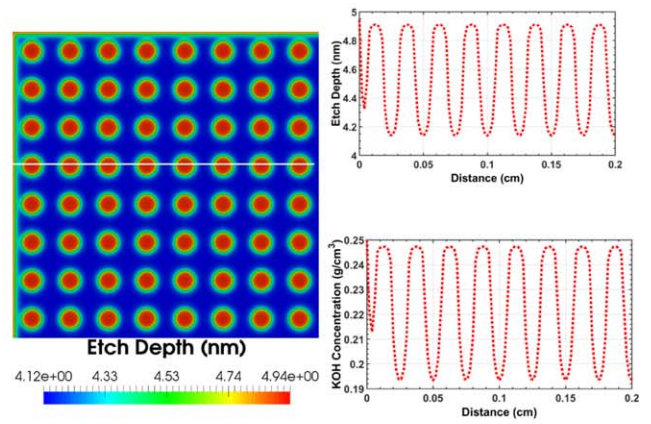 Etch Depth (nm)
4.12e+00 4.33 4.53 4.74 4.94e+00
5
4.8
4.6
4.4
4.2
4
Etch Depth (nm)
0 0.05 0.1 0.15 0.2
Distance (cm)
0.25
0.24
0.23
0.22
0.21
0.2
0.19
KOH Concentration (g/cm³)
0 0.05 0.1 0.15 0.2
Distance (cm)